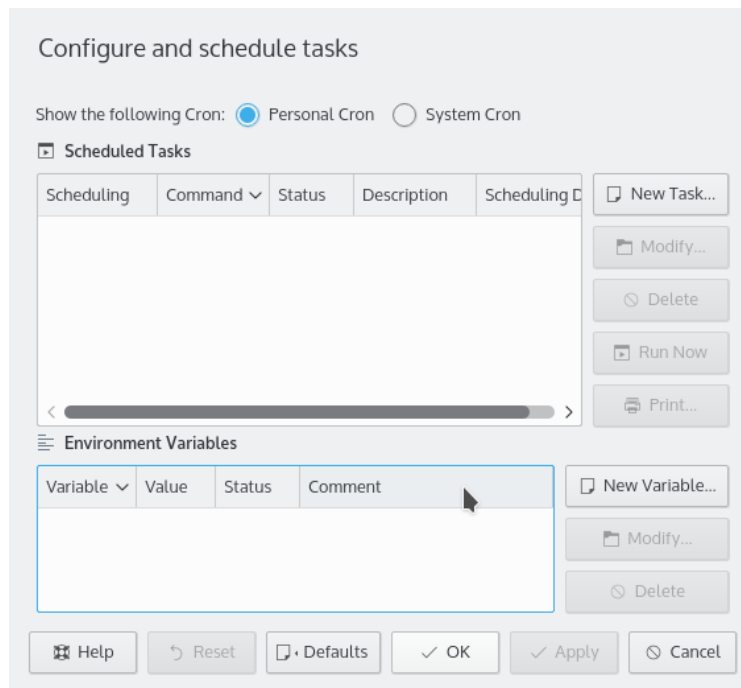 Configure and schedule tasks
Show the following Cron: Personal Cron System Cron
Scheduled Tasks
Scheduling Command Status Description Scheduling D
New Task...
Modify...
Delete
Run Now
Print...
Environment Variables
Variable Value Status Comment
New Variable...
Modify...
Delete
Help Reset Defaults OK Apply Cancel